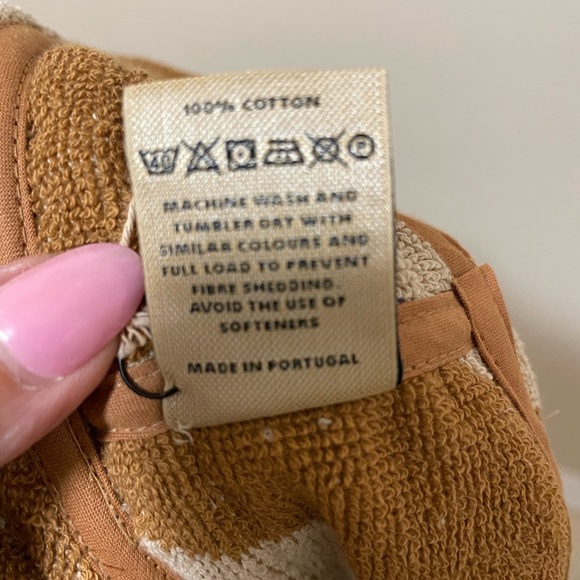 100% COTTON
40 P
MACHINE WASH AND
TUMBLER DRY WITH
SIMILAR COLOURS AND
FULL LOAD TO PREVENT
FIBRE SHEDDING.
AVOID THE USE OF
SOFTENERS
MADE IN PORTUGAL